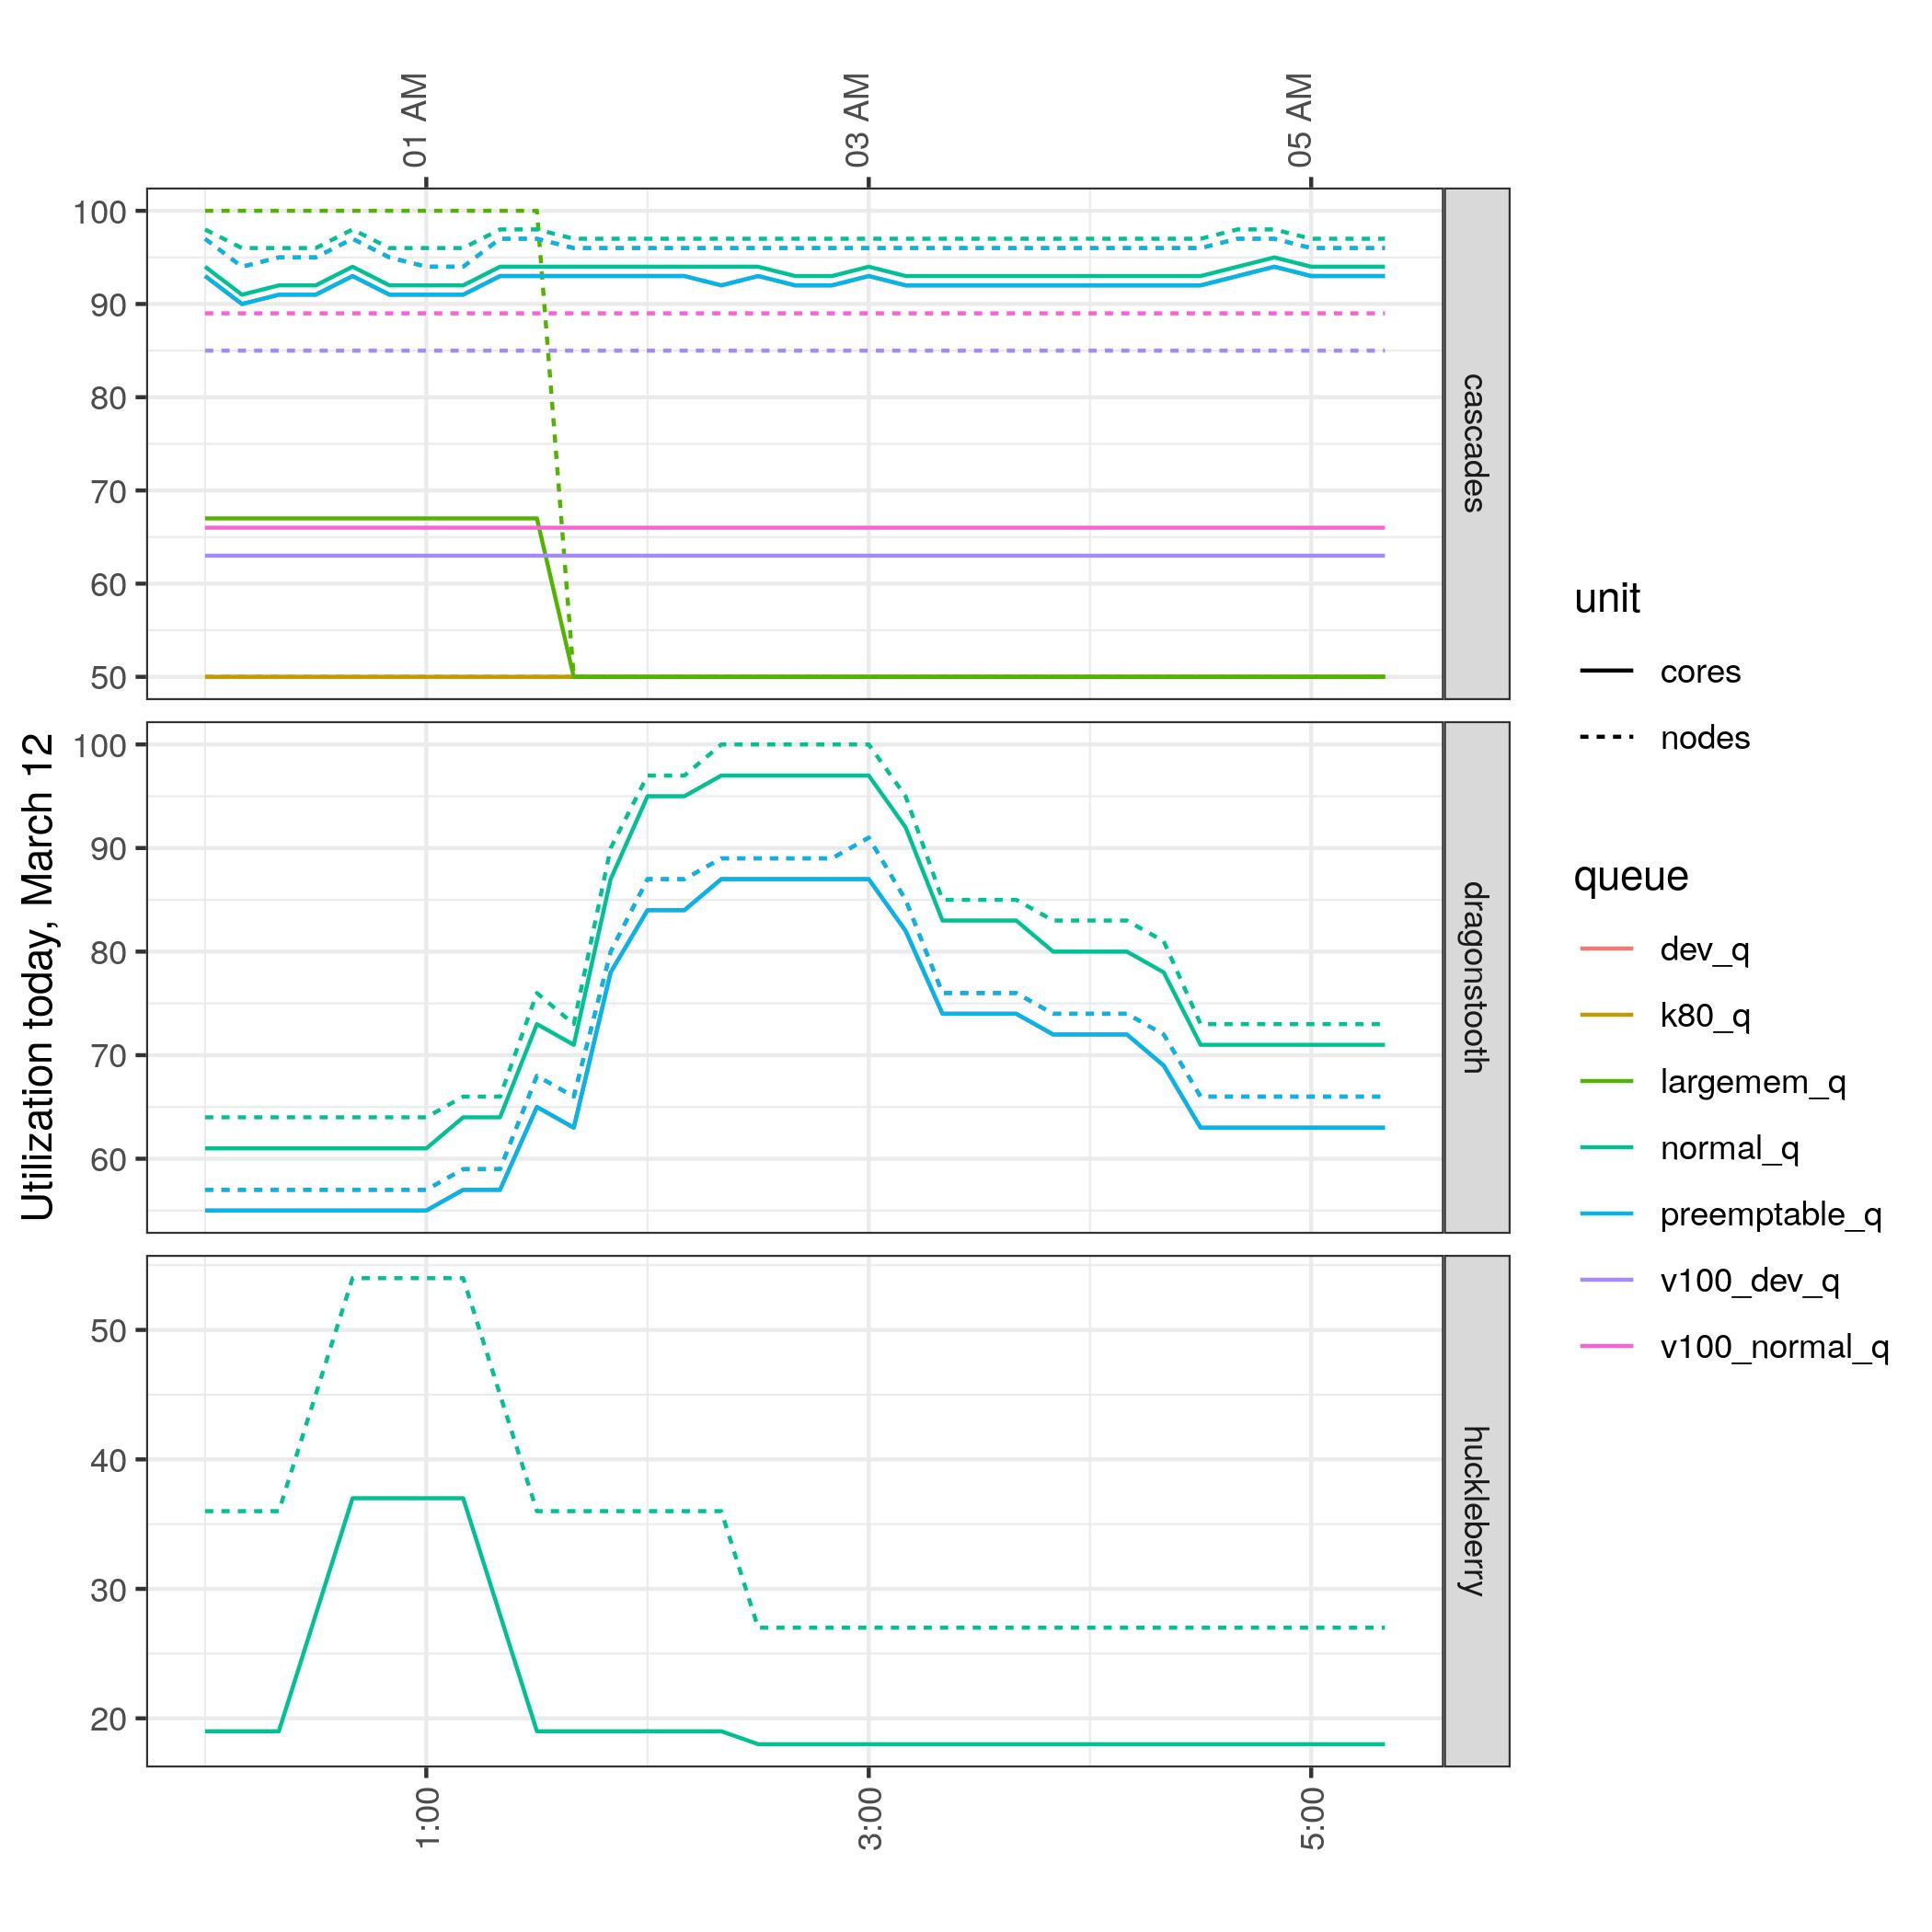 01 AM
03 AM
05 AM
100
90
80
70
60
50
cascades
Utilization today, March 12
100
90
80
70
60
dragonstooth
50
40
30
20
huckleberry
1:00
3:00
5:00
unit
cores
nodes
queue
dev_q
k80_q
largemem_q
normal_q
preemptable_q
v100_dev_q
v100_normal_q